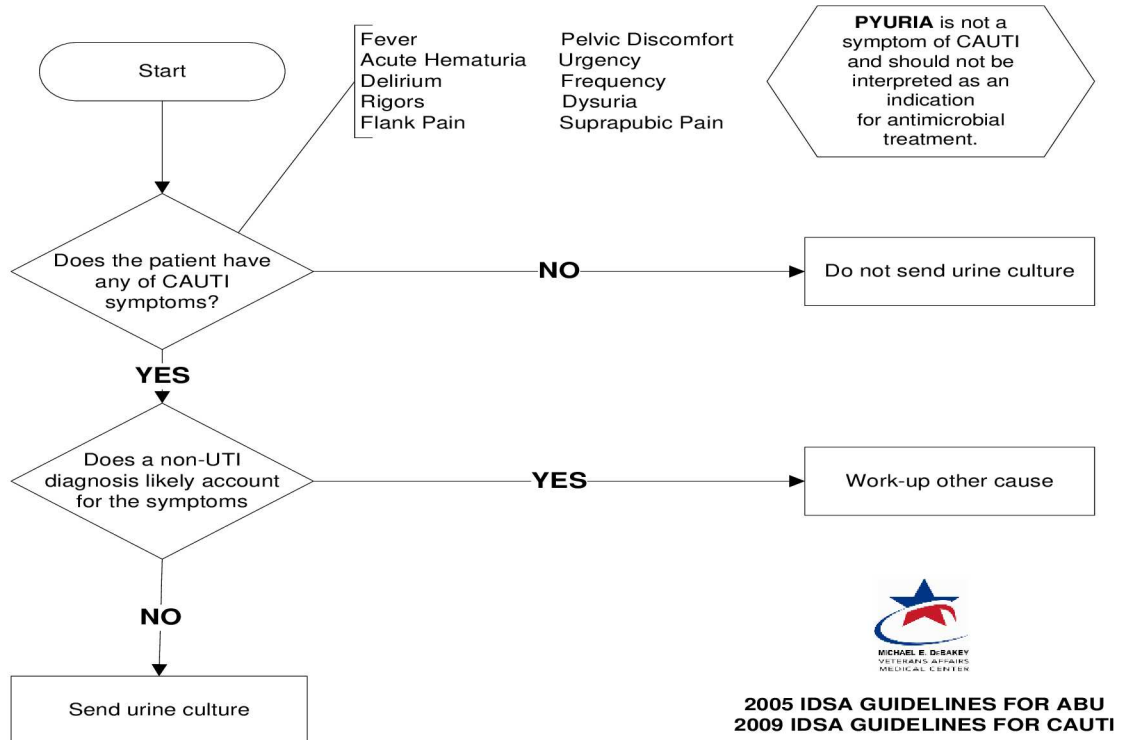 Start
Fever Pelvic Discomfort
Acute Hematuria Urgency
Delirium Frequency
Rigors Dysuria
Flank Pain Suprapubic Pain
PYURIA is not a
symptom of CAUTI
and should not be
interpreted as an
indication
for antimicrobial
treatment.
Does the patient have
any of CAUTI
symptoms?
NO
Do not send urine culture
YES
Does a non-UTI
diagnosis likely account
for the symptoms
YES
Work-up other cause
NO
Send urine culture
MICHAEL E. DEBAKEY
VETERANS AFFAIRS
MEDICAL CENTER
2005 IDSA GUIDELINES FOR ABU
2009 IDSA GUIDELINES FOR CAUTI